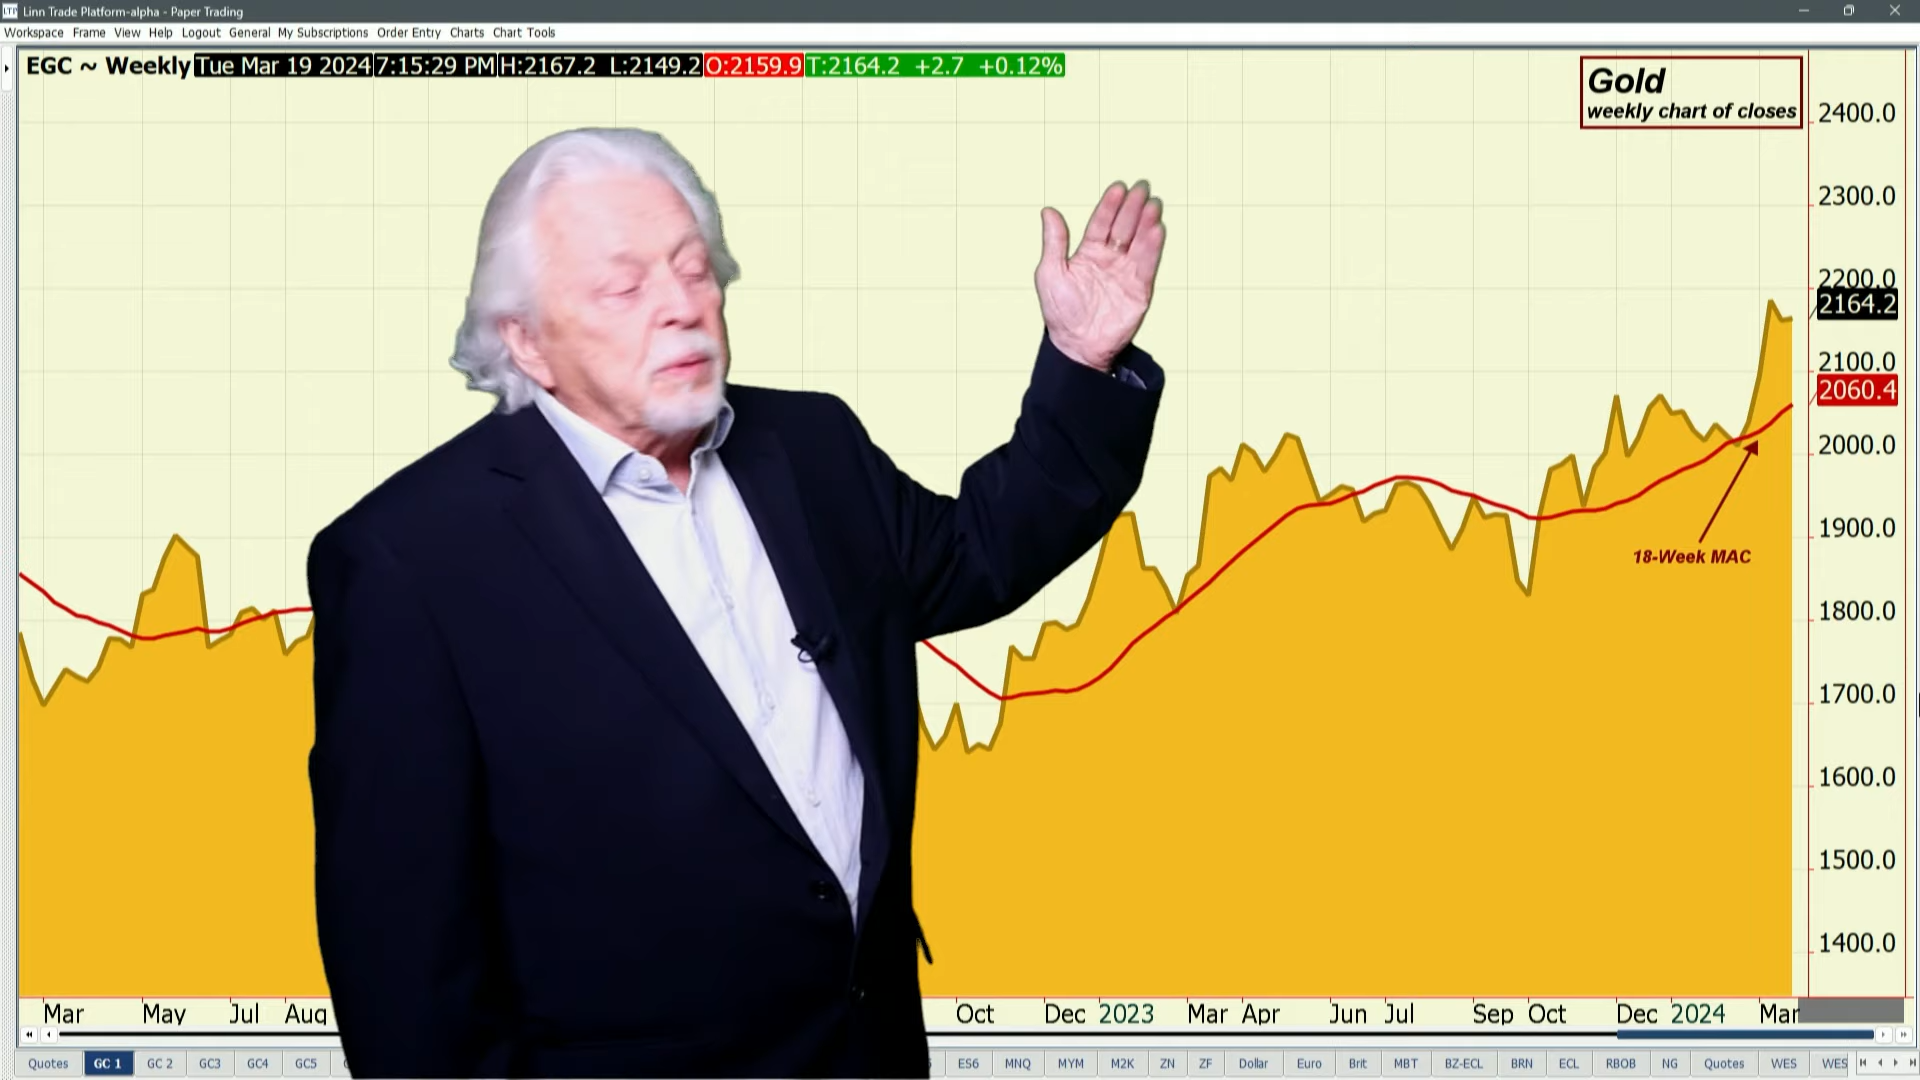 Linn Trade Platform-alpha - Paper Trading
Workspace Frame View Help Logout General My Subscriptions Order Entry Charts Chart Tools
EGC ~ Weekly Tue Mar 19 2024 7:15:29 PM H:2167.2 L:2149.2 O:2159.9 T:2164.2 +2.7 +0.12%
Gold
weekly chart of closes
2400.0
2300.0
2200.0
2164.2
2100.0
2060.4
2000.0
1900.0
18-Week MAC
1800.0
1700.0
1600.0
1500.0
1400.0
Mar May Jul Aug Oct Dec 2023 Mar Apr Jun Jul Sep Oct Dec 2024 Mar
Quotes GC 1 GC 2 GC3 GC4 GC5 ES6 MNQ MYM M2K ZN ZF Dollar Euro Brit MBT BZ-ECL BRN ECL RBOB NG Quotes WES WES